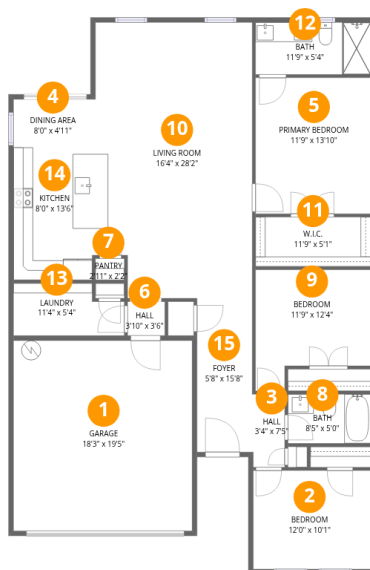 12
BATH
11'9" x 5'4"
4
DINING AREA
8'0" x 4'11"
10
LIVING ROOM
16'4" x 28'2"
5
PRIMARY BEDROOM
11'9" x 13'10"
14
KITCHEN
8'0" x 13'6"
11
W.I.C.
11'9" x 5'1"
7
PANTRY
2'11" x 2'2"
13
LAUNDRY
11'4" x 5'4"
6
HALL
3'10" x 3'6"
9
BEDROOM
11'9" x 12'4"
15
FOYER
5'8" x 15'8"
1
GARAGE
18'3" x 19'5"
3
HALL
3'4" x 7'5"
8
BATH
8'5" x 5'0"
2
BEDROOM
12'0" x 10'1"